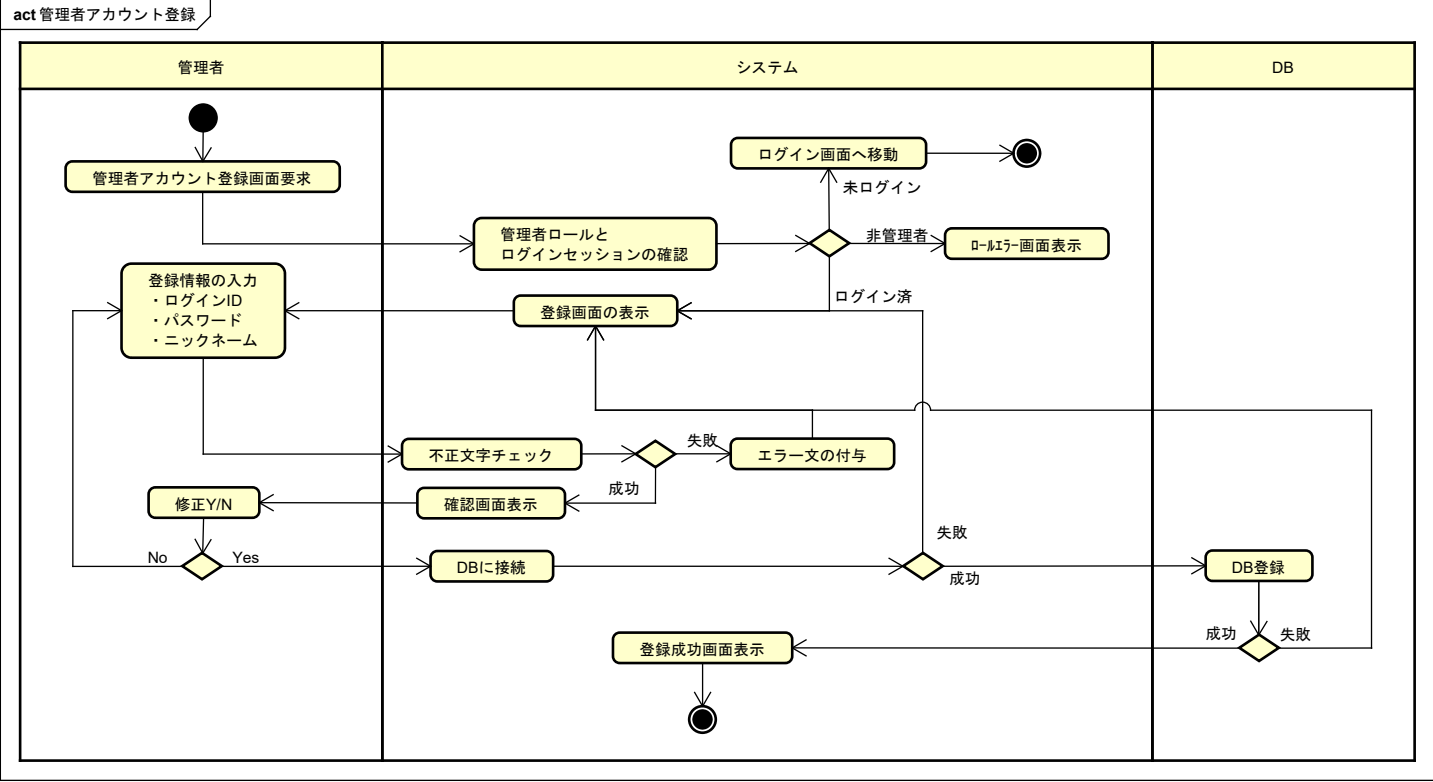 act 管理者アカウント登録
管理者
システム
DB
ログイン画面へ移動
管理者アカウント登録画面要求
未ログイン
管理者ロールと
ログインセッションの確認
非管理者
ﾛｰﾙｴﾗｰ画面表示
登録情報の入力
・ログインID
・パスワード
・ニックネーム
ログイン済
登録画面の表示
不正文字チェック
失敗
エラー文の付与
成功
確認画面表示
修正Y/N
失敗
No
Yes
DBに接続
成功
DB登録
成功
失敗
登録成功画面表示